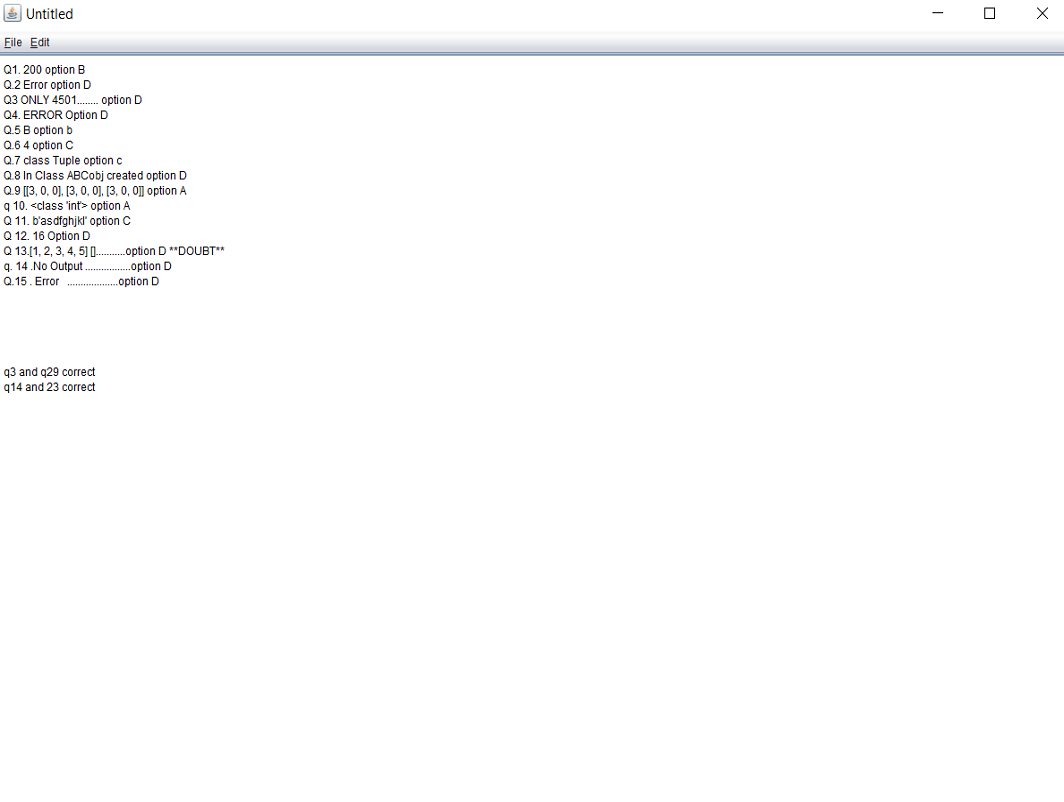 Untitled
File Edit
Q1. 200 option B
Q.2 Error option D
Q3 ONLY 4501........ option D
Q4. ERROR Option D
Q.5 B option b
Q.6 4 option C
Q.7 class Tuple option c
Q.8 In Class ABCobj created option D
Q.9 [[3, 0, 0], [3, 0, 0], [3, 0, 0]] option A
q 10. <class 'int'> option A
Q 11. b'asdfghjkl' option C
Q 12. 16 Option D
Q 13.[1, 2, 3, 4, 5] []...........option D **DOUBT**
q. 14 .No Output .................option D
Q.15 . Error ...................option D
q3 and q29 correct
q14 and 23 correct